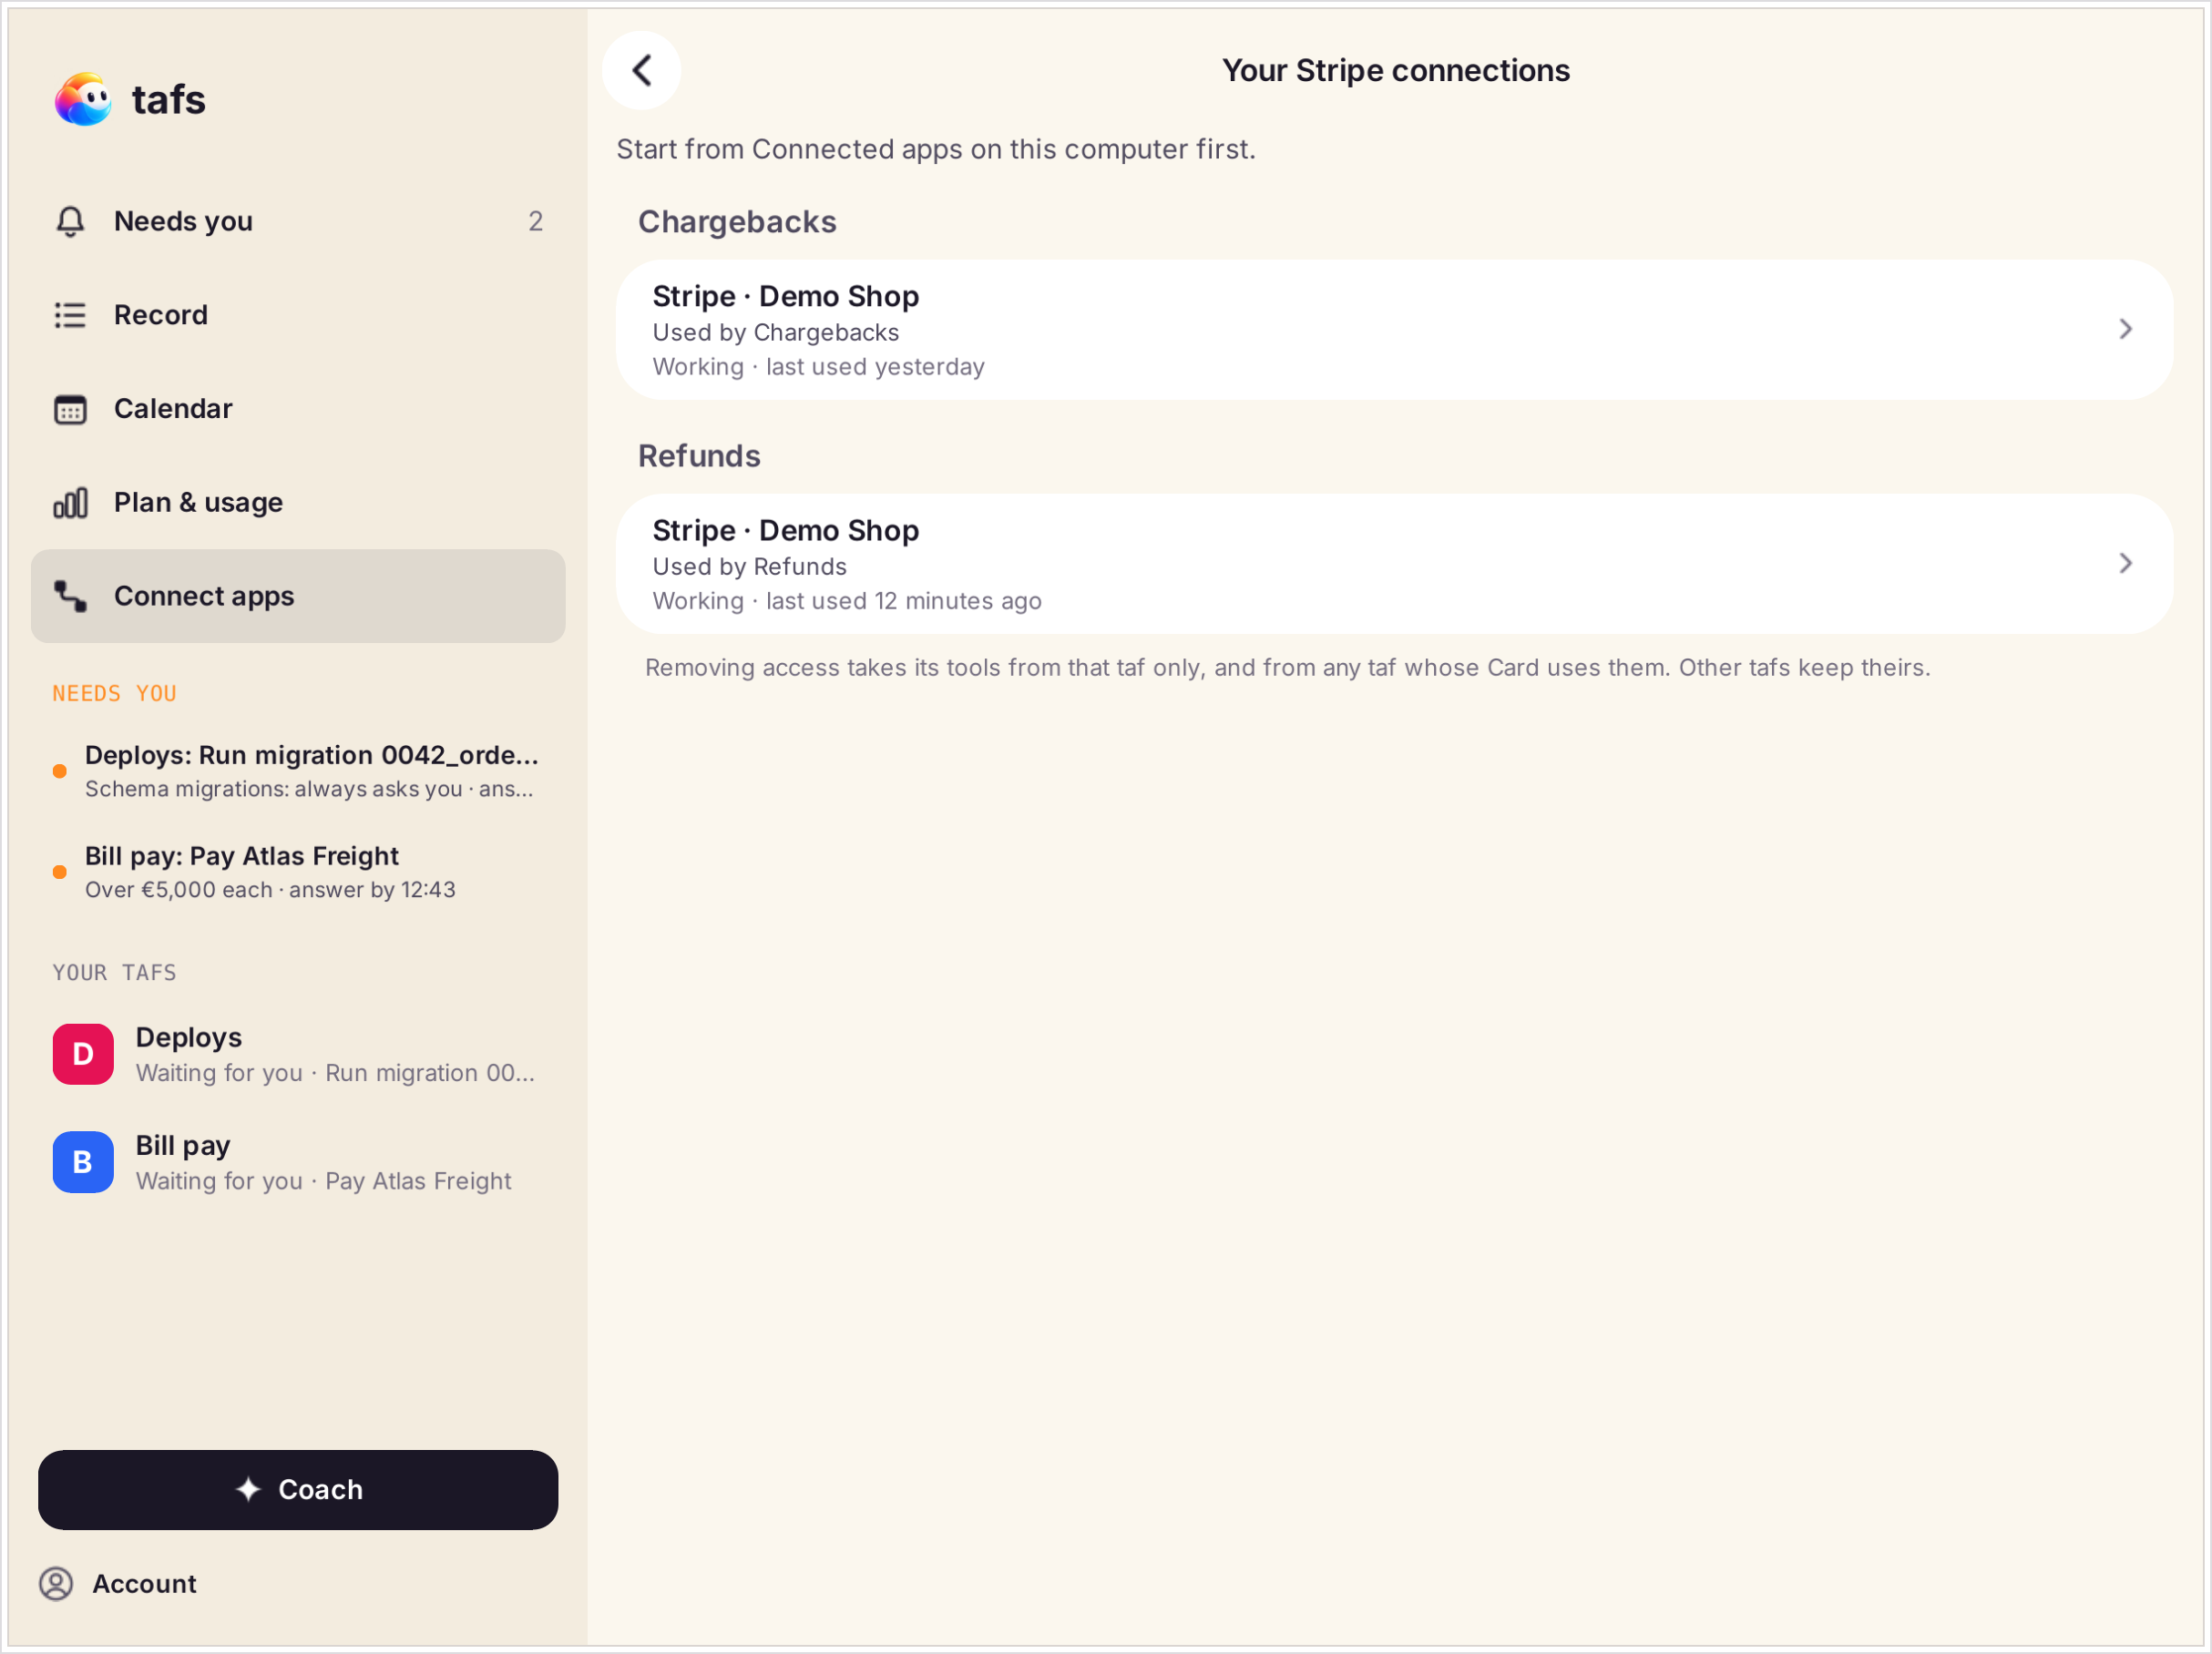 tafs
Needs you 2
Record
Calendar
Plan & usage
Connect apps
NEEDS YOU
Deploys: Run migration 0042_orde...
Schema migrations: always asks you · ans...
Bill pay: Pay Atlas Freight
Over €5,000 each · answer by 12:43
YOUR TAFS
D
Deploys
Waiting for you · Run migration 00...
B
Bill pay
Waiting for you · Pay Atlas Freight
Coach
Account
Your Stripe connections
Start from Connected apps on this computer first.
Chargebacks
Stripe · Demo Shop
Used by Chargebacks
Working · last used yesterday
Refunds
Stripe · Demo Shop
Used by Refunds
Working · last used 12 minutes ago
Removing access takes its tools from that taf only, and from any taf whose Card uses them. Other tafs keep theirs.